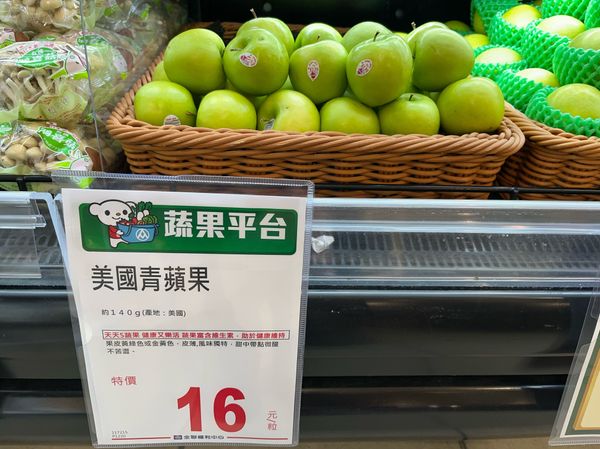 蔬果平台
美國青蘋果
約140g(產地：美國)
天天5蔬果 健康又樂活 蔬果富含維生素，助於健康維持
果皮黃綠色或金黃色，皮薄,風味獨特，甜中帶點微酸
不苦澀。
特價
16
元/粒
全聯福利中心